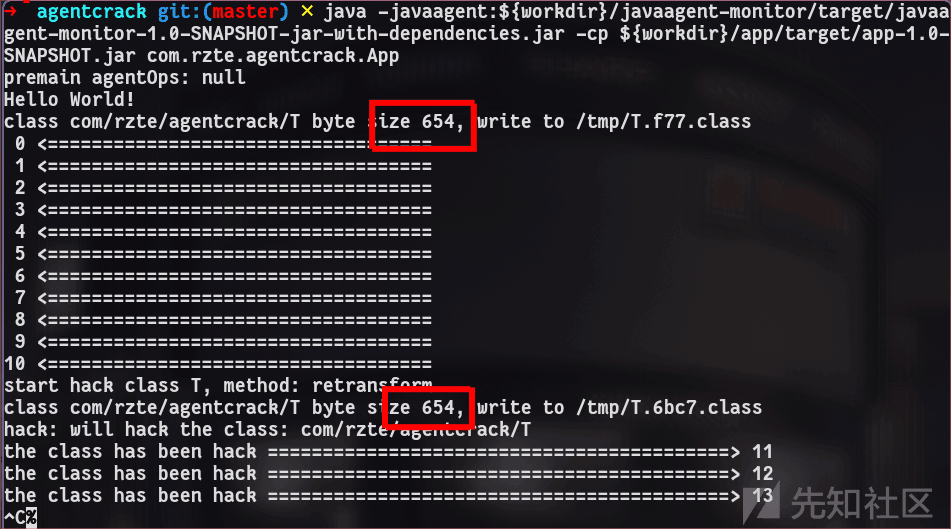 → agentcrack git:(master) ✗ java -javaagent:${workdir}/javaagent-monitor/target/javaa
gent-monitor-1.0-SNAPSHOT-jar-with-dependencies.jar -cp ${workdir}/app/target/app-1.0-
SNAPSHOT.jar com.rzte.agentcrack.App
premain agentOps: null
Hello World!
class com/rzte/agentcrack/T byte size 654, write to /tmp/T.f77.class
0 <===================================
1 <===================================
2 <===================================
3 <===================================
4 <===================================
5 <===================================
6 <===================================
7 <===================================
8 <===================================
9 <===================================
10 <===================================
start hack class T, method: retransform
class com/rzte/agentcrack/T byte size 654, write to /tmp/T.6bc7.class
hack: will hack the class: com/rzte/agentcrack/T
the class has been hack ==========================================> 11
the class has been hack ==========================================> 12
the class has been hack ==========================================> 13
^C%
先知社区